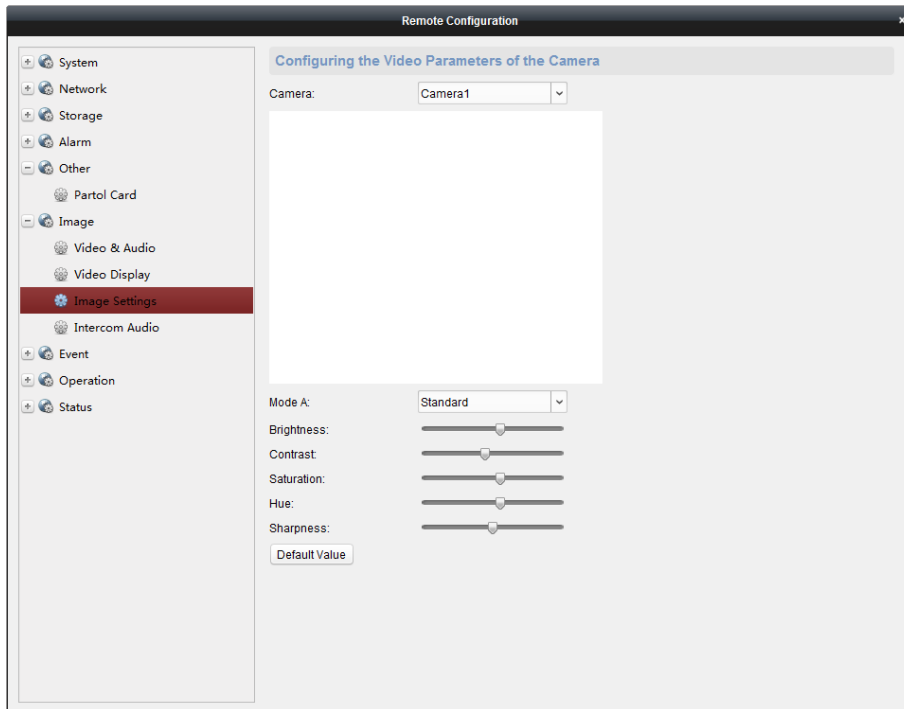 Remote Configuration
System
Network
Storage
Alarm
Other
Partol Card
Image
Video & Audio
Video Display
Image Settings
Intercom Audio
Event
Operation
Status
Configuring the Video Parameters of the Camera
Camera: Camera1
Mode A: Standard
Brightness:
Contrast:
Saturation:
Hue:
Sharpness:
Default Value